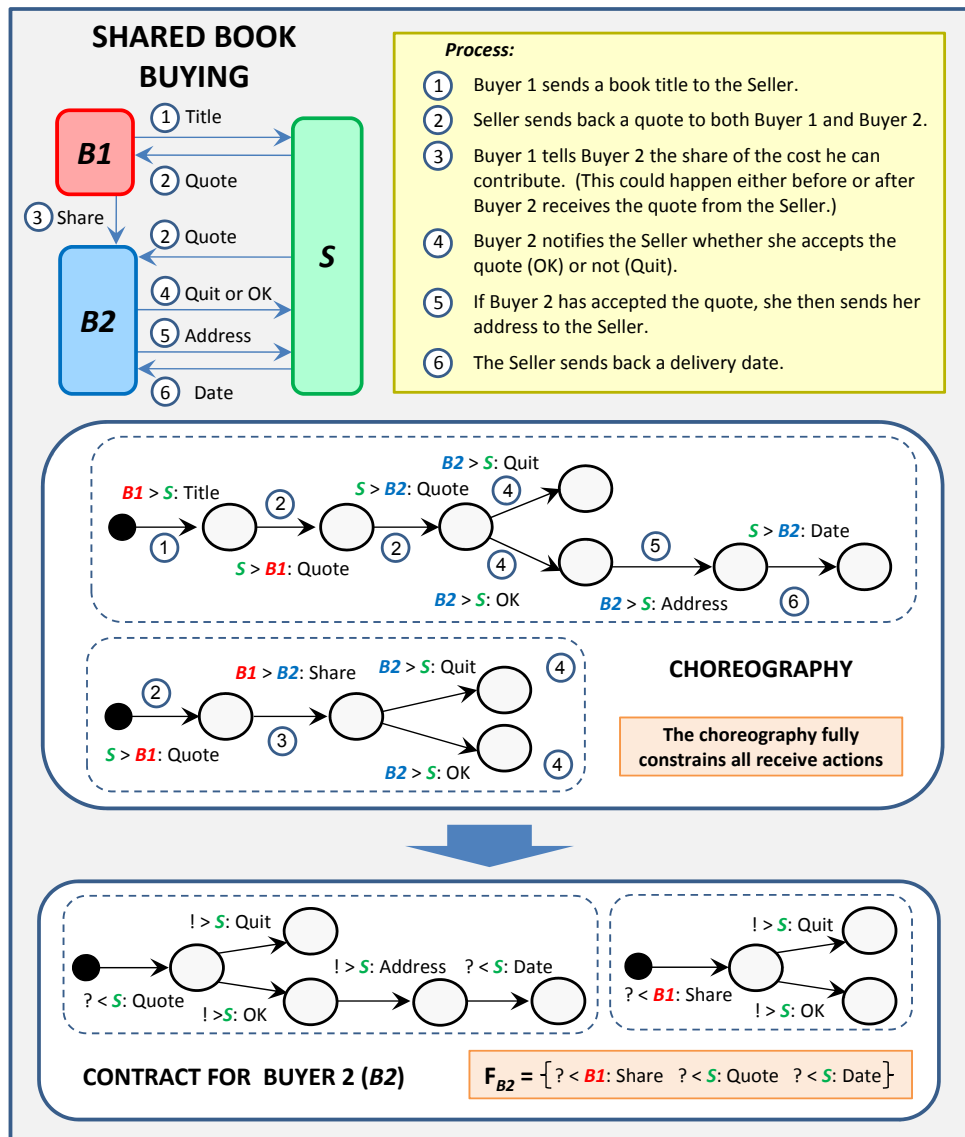 SHARED BOOK
BUYING
1 Title
B1
2 Quote
3 Share
2 Quote
S
4 Quit or OK
B2
5 Address
6 Date
Process:
1 Buyer 1 sends a book title to the Seller.
2 Seller sends back a quote to both Buyer 1 and Buyer 2.
3 Buyer 1 tells Buyer 2 the share of the cost he can
contribute. (This could happen either before or after
Buyer 2 receives the quote from the Seller.)
4 Buyer 2 notifies the Seller whether she accepts the
quote (OK) or not (Quit).
5 If Buyer 2 has accepted the quote, she then sends her
address to the Seller.
6 The Seller sends back a delivery date.
B2 > S: Quit
B1 > S: Title
2
S > B2: Quote
4
1
S > B1: Quote
2
4
B2 > S: OK
5
B2 > S: Address
S > B2: Date
6
B1 > B2: Share
B2 > S: Quit
4
2
S > B1: Quote
3
B2 > S: OK
4
CHOREOGRAPHY
The choreography fully
constrains all receive actions
! > S: Quit
? < S: Quote
! >S: OK
! > S: Address
? < S: Date
! > S: Quit
? < B1: Share
! > S: OK
CONTRACT FOR BUYER 2 (B2)
F_B2 = { ? < B1: Share ? < S: Quote ? < S: Date }